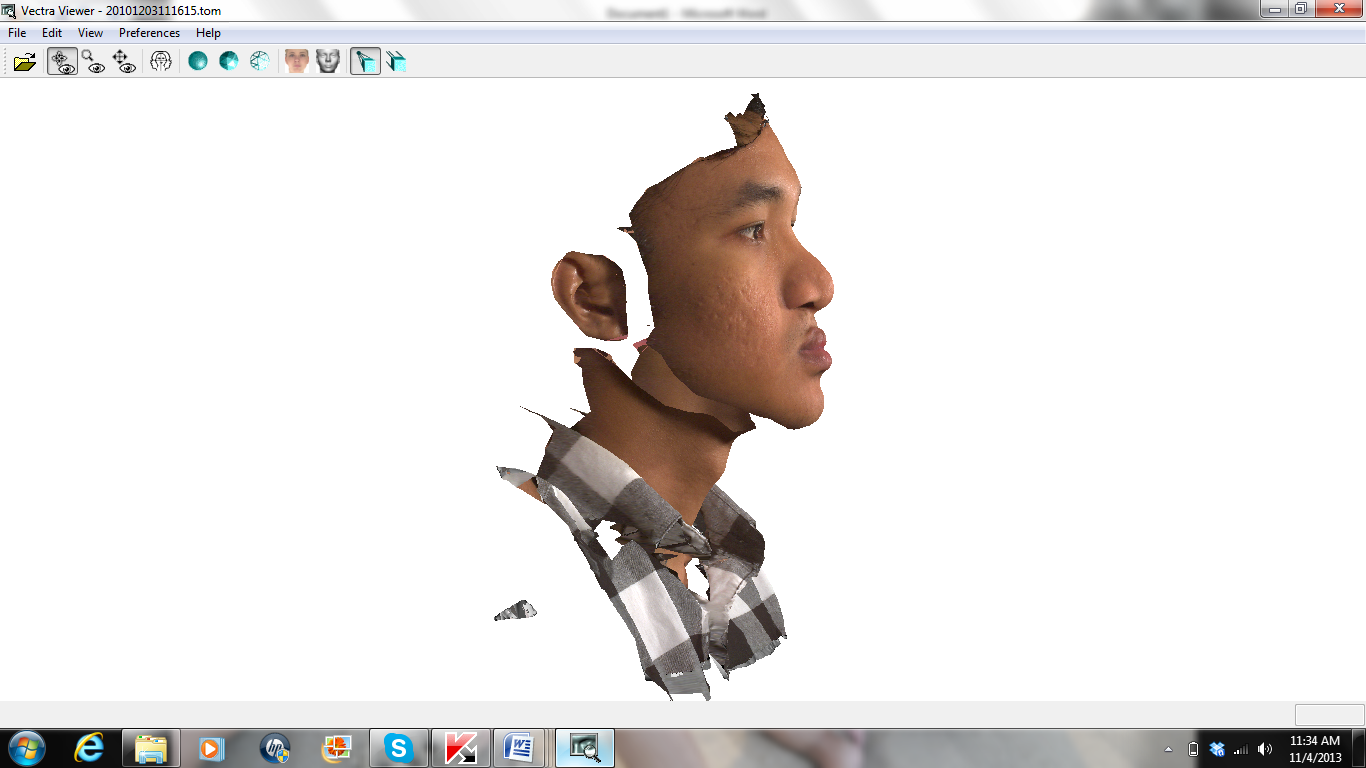 Vectra Viewer - 20101203111615.tom
File Edit View Preferences Help
11:34 AM
11/4/2013